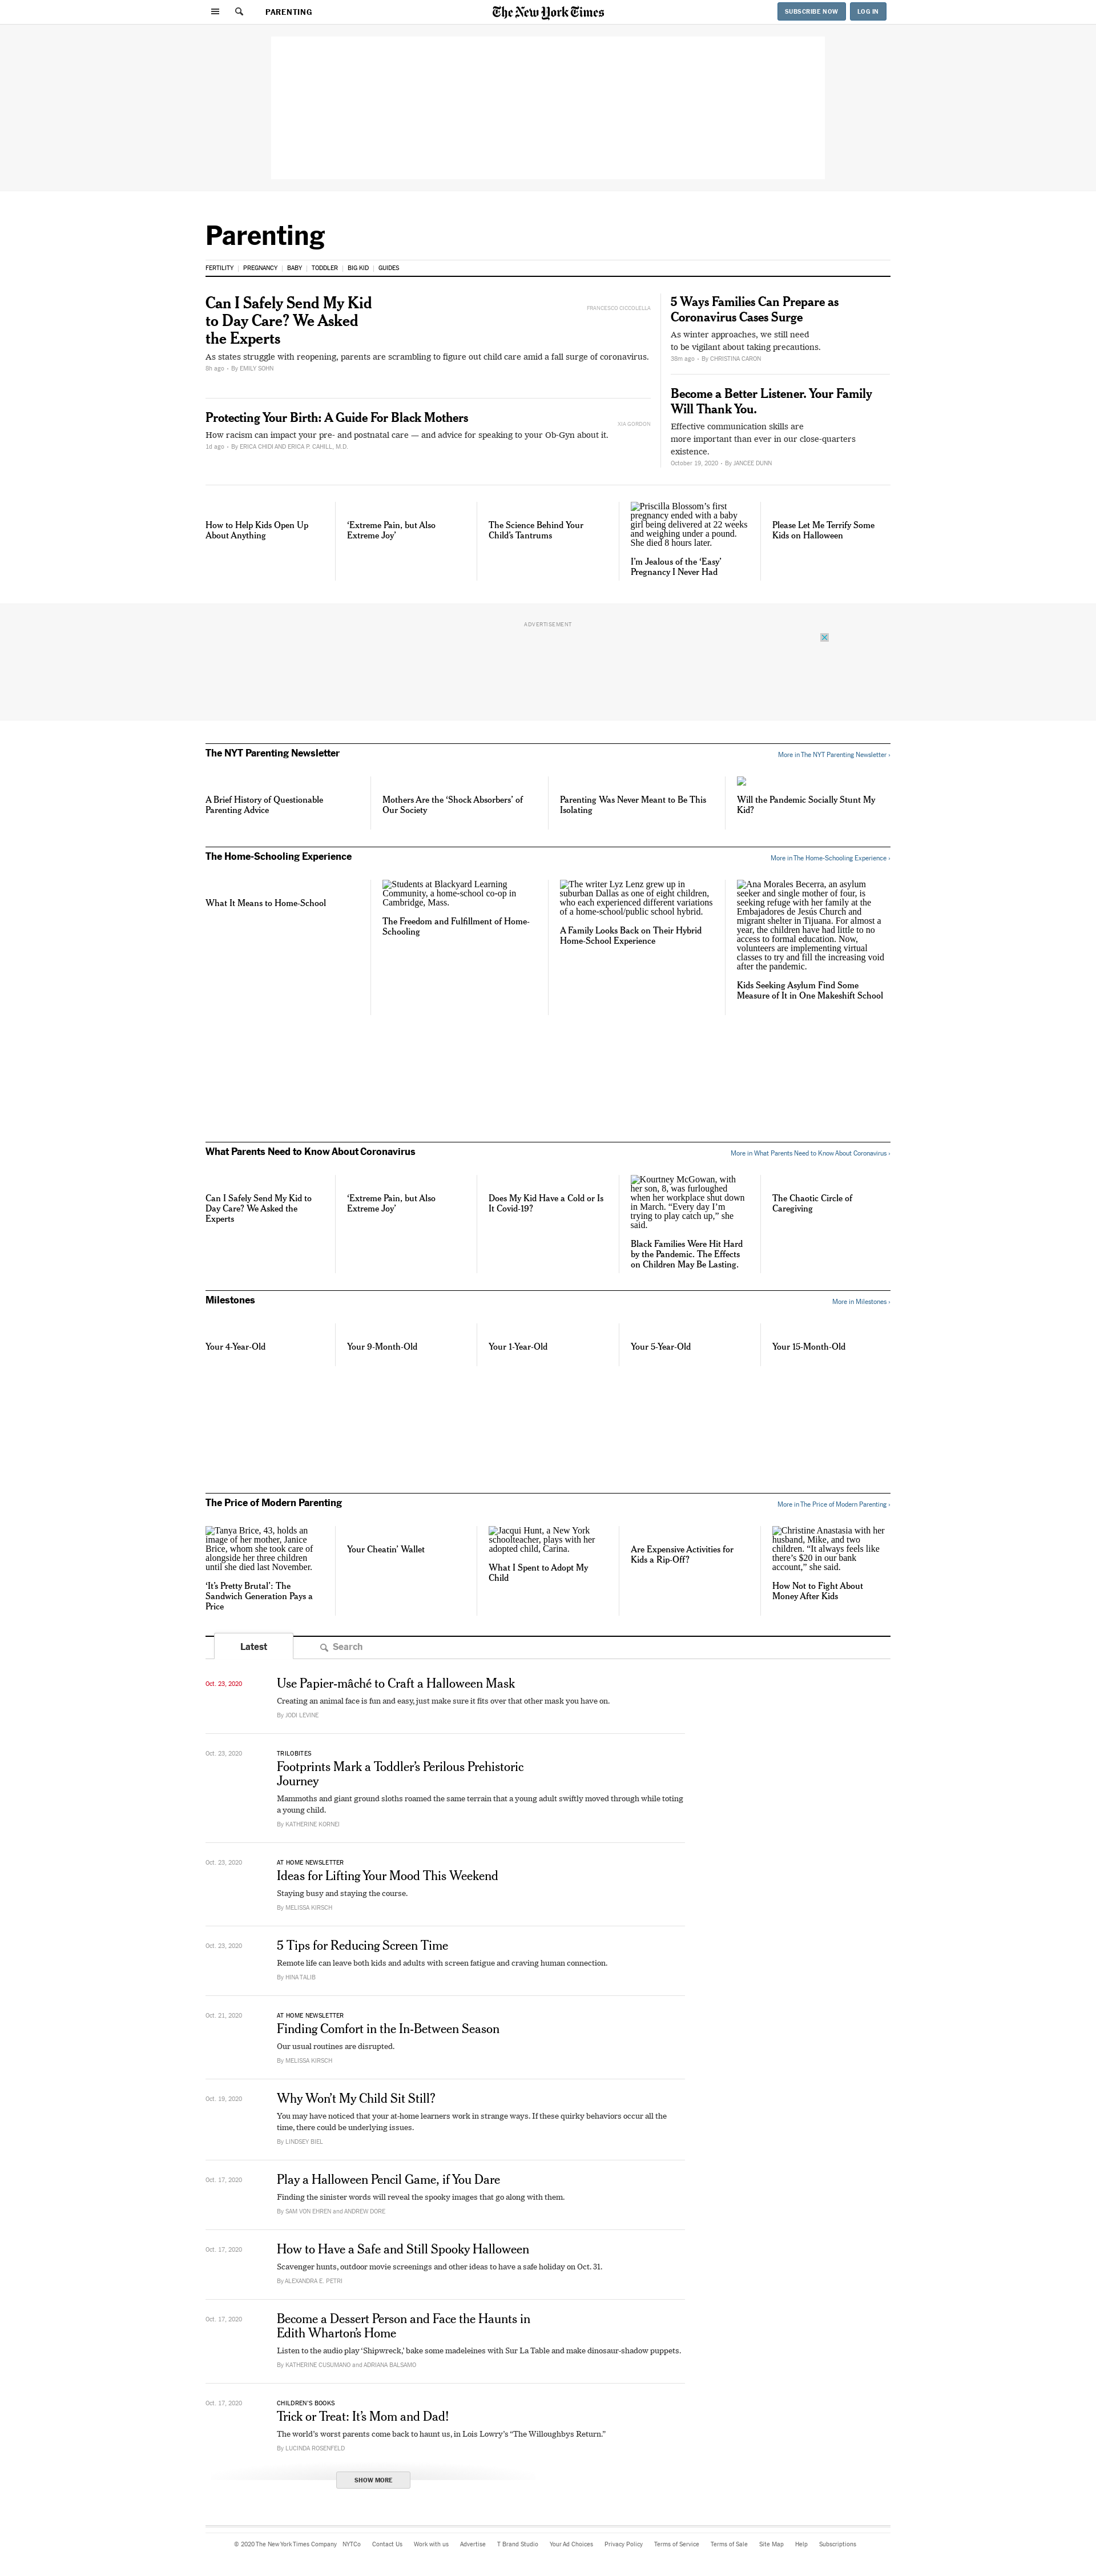 PARENTING
The New York Times
SUBSCRIBE NOW
LOG IN
Parenting
FERTILITY | PREGNANCY | BABY | TODDLER | BIG KID | GUIDES
Can I Safely Send My Kid
to Day Care? We Asked
the Experts
FRANCESCO CICCOLELLA
As states struggle with reopening, parents are scrambling to figure out child care amid a fall surge of coronavirus.
8h ago • By EMILY SOHN
Protecting Your Birth: A Guide For Black Mothers
XIA GORDON
How racism can impact your pre- and postnatal care — and advice for speaking to your Ob-Gyn about it.
1d ago • By ERICA CHIDI AND ERICA P. CAHILL, M.D.
5 Ways Families Can Prepare as
Coronavirus Cases Surge
As winter approaches, we still need
to be vigilant about taking precautions.
38m ago • By CHRISTINA CARON
Become a Better Listener. Your Family
Will Thank You.
Effective communication skills are
more important than ever in our close-quarters
existence.
October 19, 2020 • By JANCEE DUNN
How to Help Kids Open Up
About Anything
‘Extreme Pain, but Also
Extreme Joy’
The Science Behind Your
Child’s Tantrums
Priscilla Blossom’s first
pregnancy ended with a baby
girl being delivered at 22 weeks
and weighing under a pound.
She died 8 hours later.
I’m Jealous of the ‘Easy’
Pregnancy I Never Had
Please Let Me Terrify Some
Kids on Halloween
ADVERTISEMENT
The NYT Parenting Newsletter
More in The NYT Parenting Newsletter ›
A Brief History of Questionable
Parenting Advice
Mothers Are the ‘Shock Absorbers’ of
Our Society
Parenting Was Never Meant to Be This
Isolating
Will the Pandemic Socially Stunt My
Kid?
The Home-Schooling Experience
More in The Home-Schooling Experience ›
What It Means to Home-School
Students at Blackyard Learning
Community, a home-school co-op in
Cambridge, Mass.
The Freedom and Fulfillment of Home-
Schooling
The writer Lyz Lenz grew up in
suburban Dallas as one of eight children,
who each experienced different variations
of a home-school/public school hybrid.
A Family Looks Back on Their Hybrid
Home-School Experience
Ana Morales Becerra, an asylum
seeker and single mother of four, is
seeking refuge with her family at the
Embajadores de Jesús Church and
migrant shelter in Tijuana. For almost a
year, the children have had little to no
access to formal education. Now,
volunteers are implementing virtual
classes to try and fill the increasing void
after the pandemic.
Kids Seeking Asylum Find Some
Measure of It in One Makeshift School
What Parents Need to Know About Coronavirus
More in What Parents Need to Know About Coronavirus ›
Can I Safely Send My Kid to
Day Care? We Asked the
Experts
‘Extreme Pain, but Also
Extreme Joy’
Does My Kid Have a Cold or Is
It Covid-19?
Kourtney McGowan, with
her son, 8, was furloughed
when her workplace shut down
in March. “Every day I’m
trying to play catch up,” she
said.
Black Families Were Hit Hard
by the Pandemic. The Effects
on Children May Be Lasting.
The Chaotic Circle of
Caregiving
Milestones
More in Milestones ›
Your 4-Year-Old
Your 9-Month-Old
Your 1-Year-Old
Your 5-Year-Old
Your 15-Month-Old
The Price of Modern Parenting
More in The Price of Modern Parenting ›
Tanya Brice, 43, holds an
image of her mother, Janice
Brice, whom she took care of
alongside her three children
until she died last November.
‘It’s Pretty Brutal’: The
Sandwich Generation Pays a
Price
Your Cheatin’ Wallet
Jacqui Hunt, a New York
schoolteacher, plays with her
adopted child, Carina.
What I Spent to Adopt My
Child
Are Expensive Activities for
Kids a Rip-Off?
Christine Anastasia with her
husband, Mike, and two
children. “It always feels like
there’s $20 in our bank
account,” she said.
How Not to Fight About
Money After Kids
Latest
Search
Oct. 23, 2020
Use Papier-mâché to Craft a Halloween Mask
Creating an animal face is fun and easy, just make sure it fits over that other mask you have on.
By JODI LEVINE
Oct. 23, 2020
TRILOBITES
Footprints Mark a Toddler’s Perilous Prehistoric
Journey
Mammoths and giant ground sloths roamed the same terrain that a young adult swiftly moved through while toting
a young child.
By KATHERINE KORNEI
Oct. 23, 2020
AT HOME NEWSLETTER
Ideas for Lifting Your Mood This Weekend
Staying busy and staying the course.
By MELISSA KIRSCH
Oct. 23, 2020
5 Tips for Reducing Screen Time
Remote life can leave both kids and adults with screen fatigue and craving human connection.
By HINA TALIB
Oct. 21, 2020
AT HOME NEWSLETTER
Finding Comfort in the In-Between Season
Our usual routines are disrupted.
By MELISSA KIRSCH
Oct. 19, 2020
Why Won’t My Child Sit Still?
You may have noticed that your at-home learners work in strange ways. If these quirky behaviors occur all the
time, there could be underlying issues.
By LINDSEY BIEL
Oct. 17, 2020
Play a Halloween Pencil Game, if You Dare
Finding the sinister words will reveal the spooky images that go along with them.
By SAM VON EHREN and ANDREW DORE
Oct. 17, 2020
How to Have a Safe and Still Spooky Halloween
Scavenger hunts, outdoor movie screenings and other ideas to have a safe holiday on Oct. 31.
By ALEXANDRA E. PETRI
Oct. 17, 2020
Become a Dessert Person and Face the Haunts in
Edith Wharton’s Home
Listen to the audio play ‘Shipwreck,’ bake some madeleines with Sur La Table and make dinosaur-shadow puppets.
By KATHERINE CUSUMANO and ADRIANA BALSAMO
Oct. 17, 2020
CHILDREN’S BOOKS
Trick or Treat: It’s Mom and Dad!
The world’s worst parents come back to haunt us, in Lois Lowry’s “The Willoughbys Return.”
By LUCINDA ROSENFELD
SHOW MORE
© 2020 The New York Times Company NYTCo Contact Us Work with us Advertise T Brand Studio Your Ad Choices Privacy Policy Terms of Service Terms of Sale Site Map Help Subscriptions